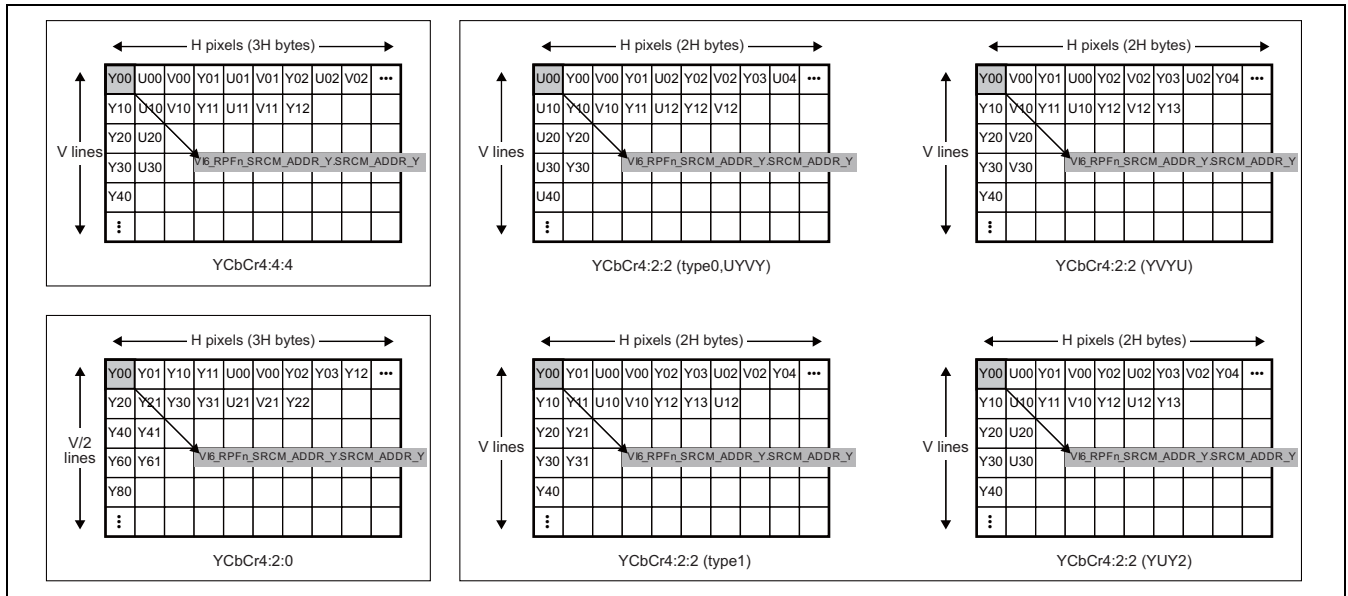 H pixels (3H bytes)
Y00 U00 V00 Y01 U01 V01 Y02 U02 V02 •••
Y10 U10 V10 Y11 U11 V11 Y12
Y20 U20
V lines
VI6_RPFn_SRCM_ADDR_Y.SRCM_ADDR_Y
Y30 U30
Y40
⋮
YCbCr4:4:4
H pixels (2H bytes)
U00 Y00 V00 Y01 U02 Y02 V02 Y03 U04 •••
U10 Y10 V10 Y11 U12 Y12 V12
U20 Y20
V lines
VI6_RPFn_SRCM_ADDR_Y.SRCM_ADDR_Y
U30 Y30
U40
⋮
YCbCr4:2:2 (type0,UYVY)
H pixels (2H bytes)
Y00 V00 Y01 U00 Y02 V02 Y03 U02 Y04 •••
Y10 V10 Y11 U10 Y12 V12 Y13
Y20 V20
V lines
VI6_RPFn_SRCM_ADDR_Y.SRCM_ADDR_Y
Y30 V30
Y40
⋮
YCbCr4:2:2 (YVYU)
H pixels (3H bytes)
Y00 Y01 Y10 Y11 U00 V00 Y02 Y03 Y12 •••
Y20 Y21 Y30 Y31 U21 V21 Y22
Y40 Y41
V/2
lines
VI6_RPFn_SRCM_ADDR_Y.SRCM_ADDR_Y
Y60 Y61
Y80
⋮
YCbCr4:2:0
H pixels (2H bytes)
Y00 Y01 U00 V00 Y02 Y03 U02 V02 Y04 •••
Y10 Y11 U10 V10 Y12 Y13 U12
Y20 Y21
V lines
VI6_RPFn_SRCM_ADDR_Y.SRCM_ADDR_Y
Y30 Y31
Y40
⋮
YCbCr4:2:2 (type1)
H pixels (2H bytes)
Y00 U00 Y01 V00 Y02 U02 Y03 V02 Y04 •••
Y10 U10 Y11 V10 Y12 U12 Y13
Y20 U20
V lines
VI6_RPFn_SRCM_ADDR_Y.SRCM_ADDR_Y
Y30 U30
Y40
⋮
YCbCr4:2:2 (YUY2)